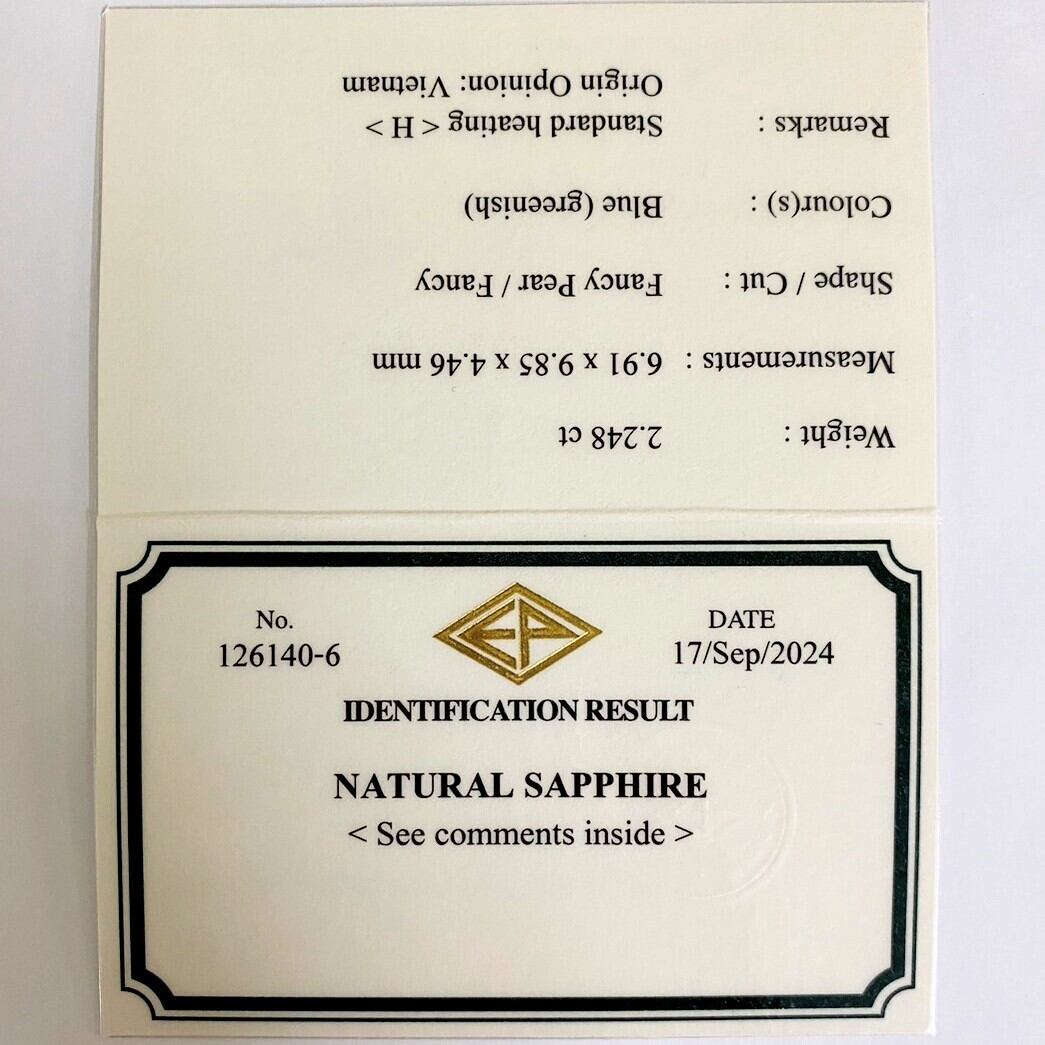 No.
126140-6
EP
DATE
17/Sep/2024
IDENTIFICATION RESULT
NATURAL SAPPHIRE
< See comments inside >
Weight : 2.248 ct
Measurements : 6.91 x 9.85 x 4.46 mm
Shape / Cut : Fancy Pear / Fancy
Colour(s) : Blue (greenish)
Remarks : Standard heating < H >
Origin Opinion: Vietnam